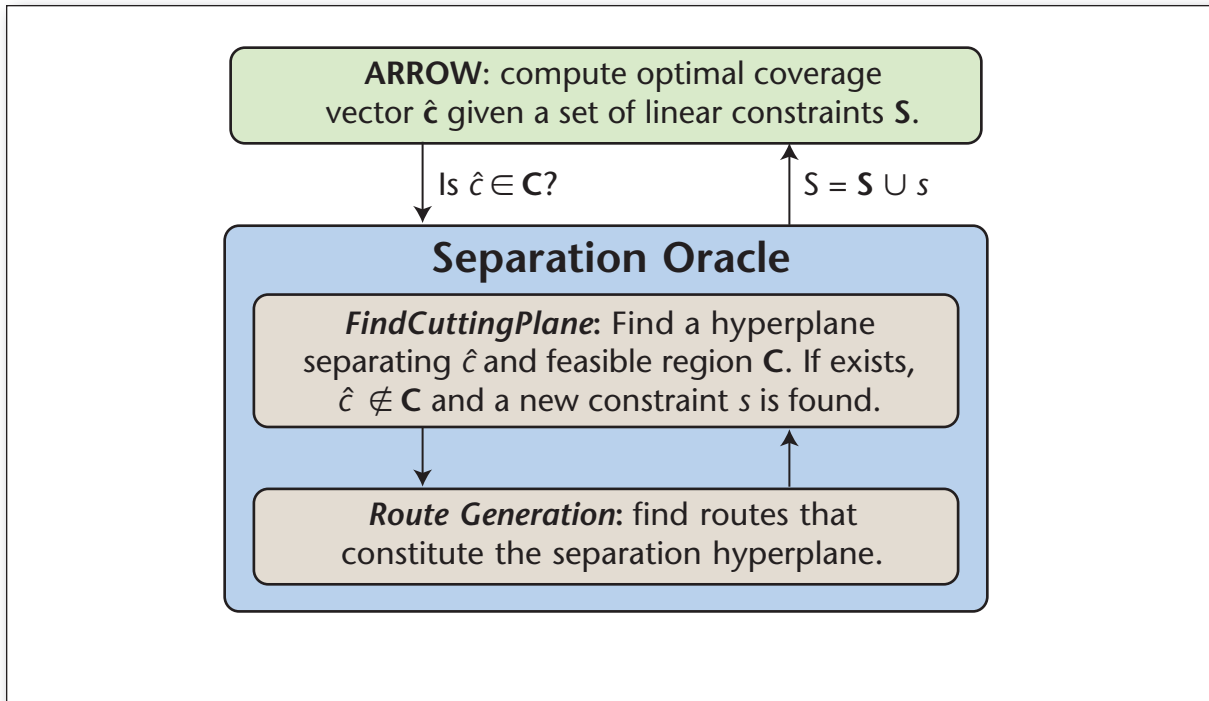 ARROW: compute optimal coverage
vector ĉ given a set of linear constraints S.
Is ĉ ∈ C?
S = S ∪ s
Separation Oracle
FindCuttingPlane: Find a hyperplane
separating ĉ and feasible region C. If exists,
ĉ ∉ C and a new constraint s is found.
Route Generation: find routes that
constitute the separation hyperplane.